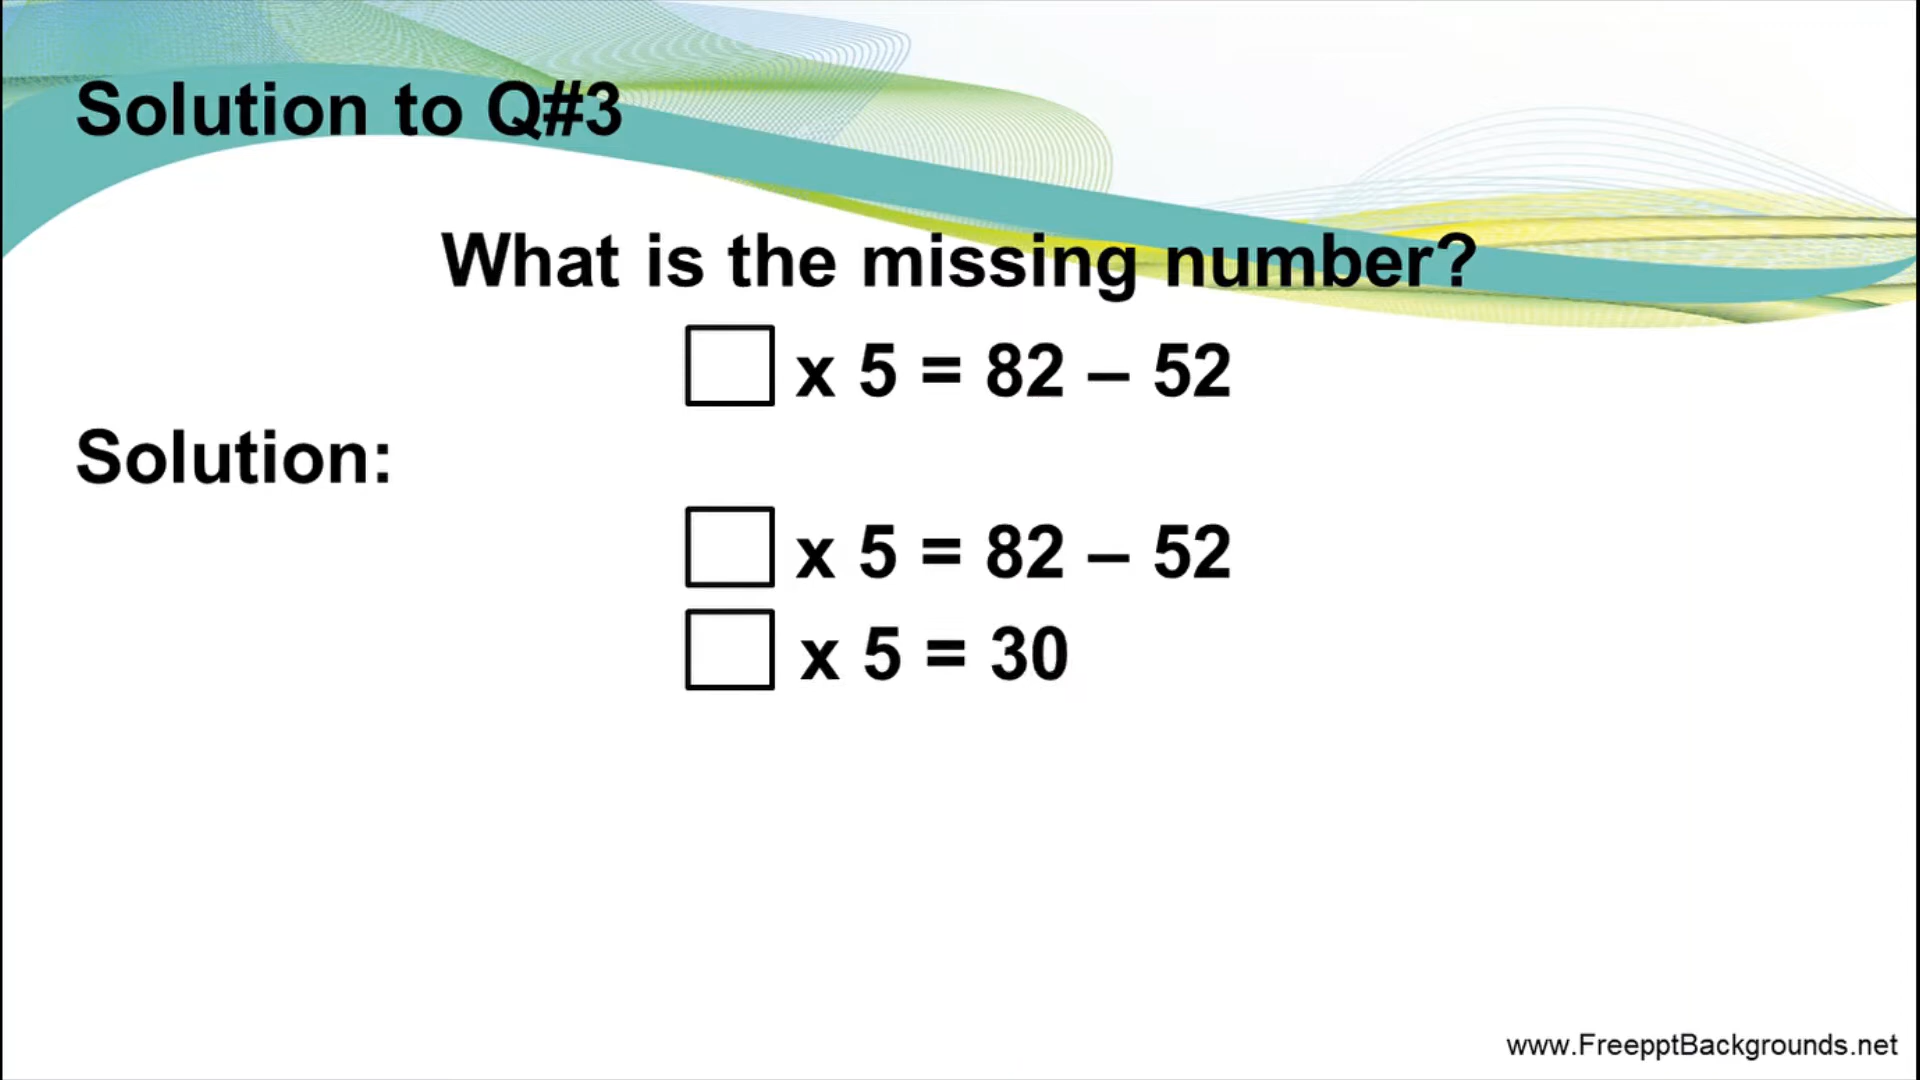 Solution to Q#3
What is the missing number?
x 5 = 82 – 52
Solution:
x 5 = 82 – 52
x 5 = 30
www.FreepptBackgrounds.net